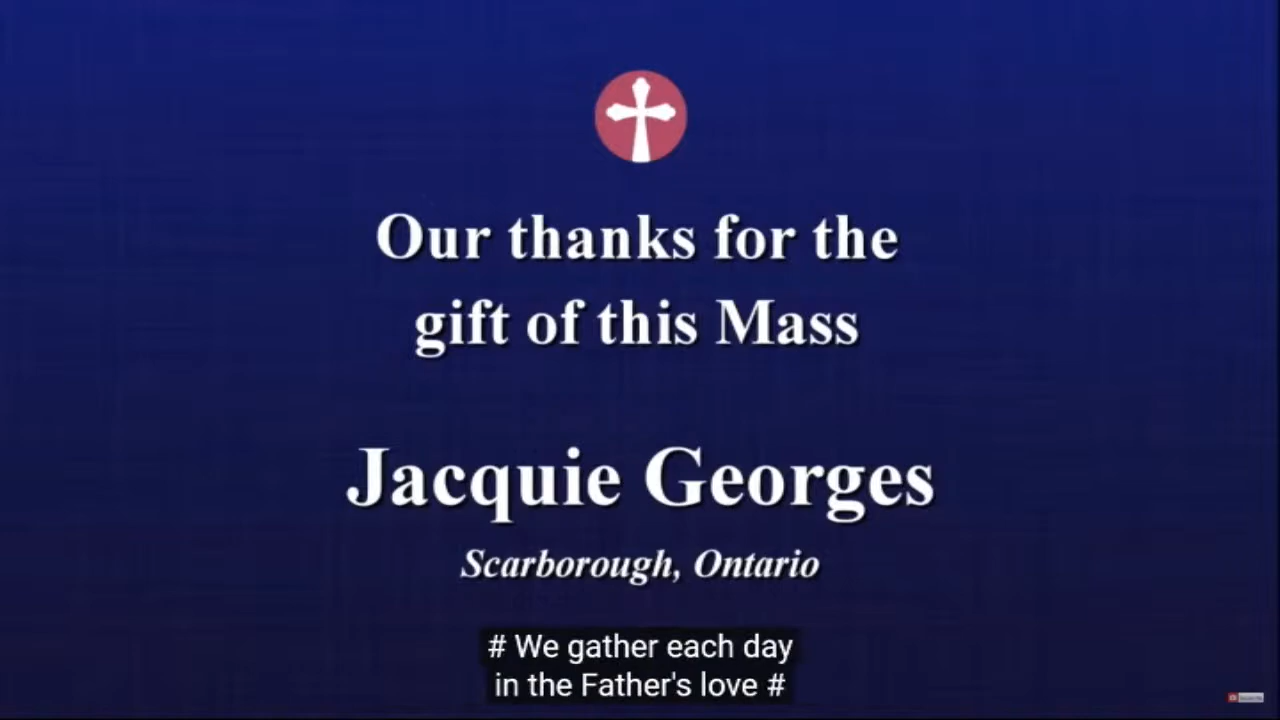 Our thanks for the
gift of this Mass
Jacquie Georges
Scarborough, Ontario
# We gather each day
in the Father's love #